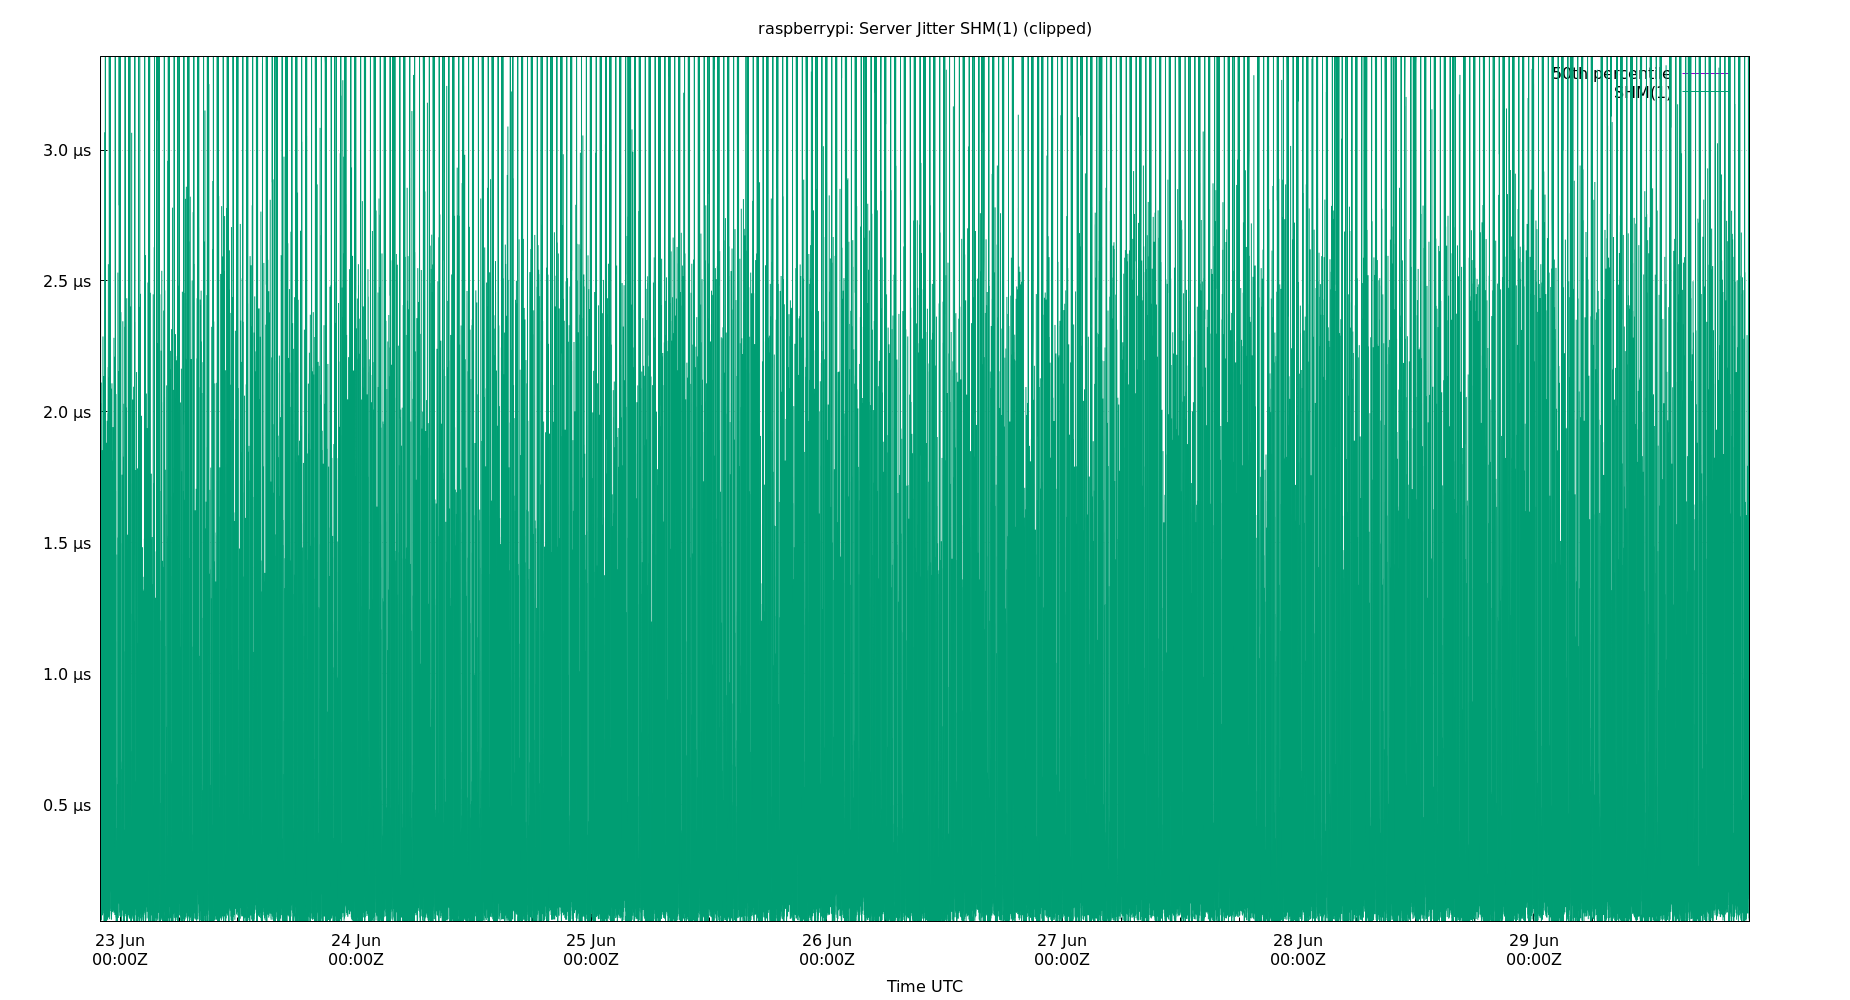 raspberrypi: Server Jitter SHM(1) (clipped)
50th percentile
SHM(1)
3.0 µs
2.5 µs
2.0 µs
1.5 µs
1.0 µs
0.5 µs
23 Jun 24 Jun 25 Jun 26 Jun 27 Jun 28 Jun 29 Jun
00:00Z 00:00Z 00:00Z 00:00Z 00:00Z 00:00Z 00:00Z
Time UTC